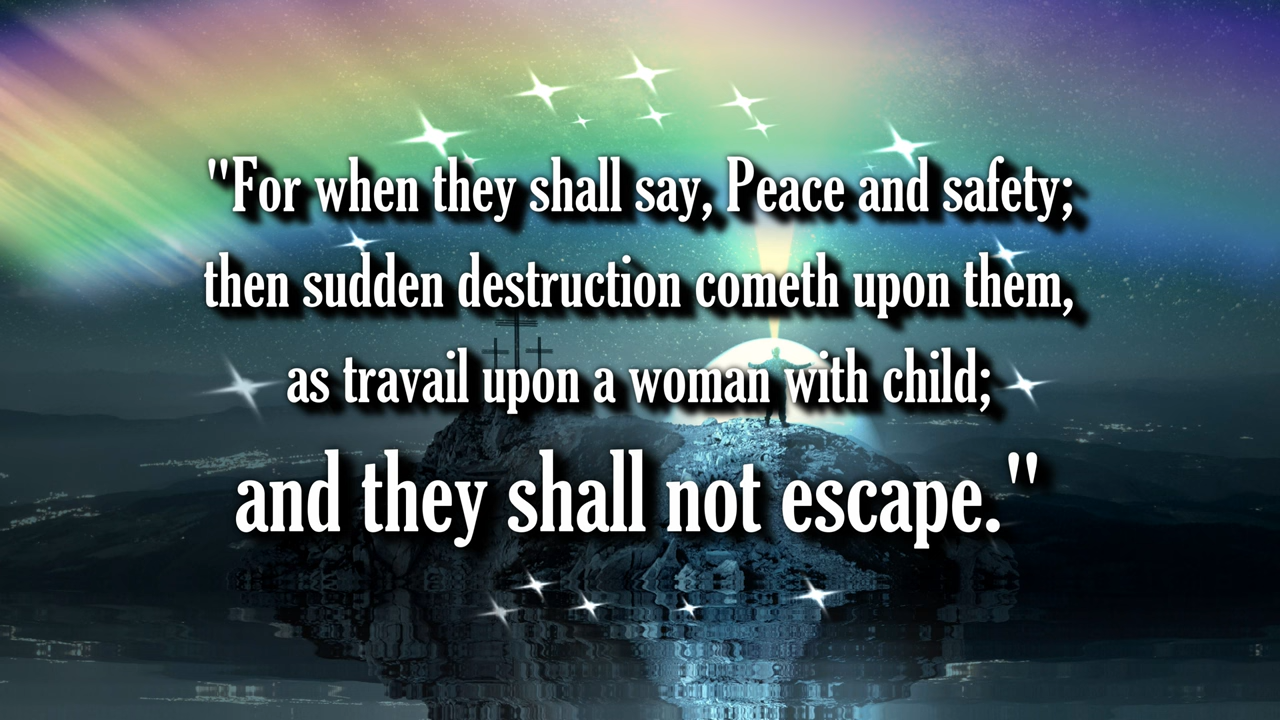 "For when they shall say, Peace and safety;
then sudden destruction cometh upon them,
as travail upon a woman with child;
and they shall not escape."